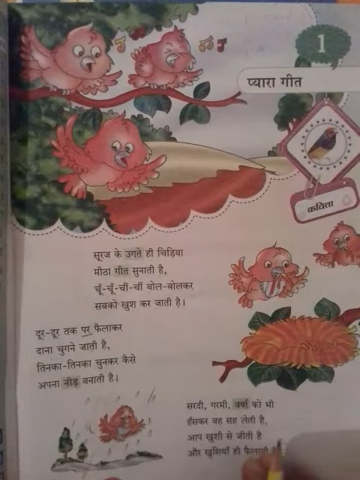 1
प्यारा गीत
कविता
सूरज के उगते ही चिड़िया
मीठा गीत सुनाती है,
चूँ-चूँ-चीं-चीं बोल-बोलकर
सबको खुश कर जाती है।
दूर-दूर तक पर फैलाकर
दाना चुगने जाती है,
तिनका-तिनका चुनकर कैसे
अपना नीड़ बनाती है।
सरदी, गरमी, वर्षा को भी
हँसकर वह सह लेती है,
आप खुशी से जीती है
और खुशियाँ ही फैलाती